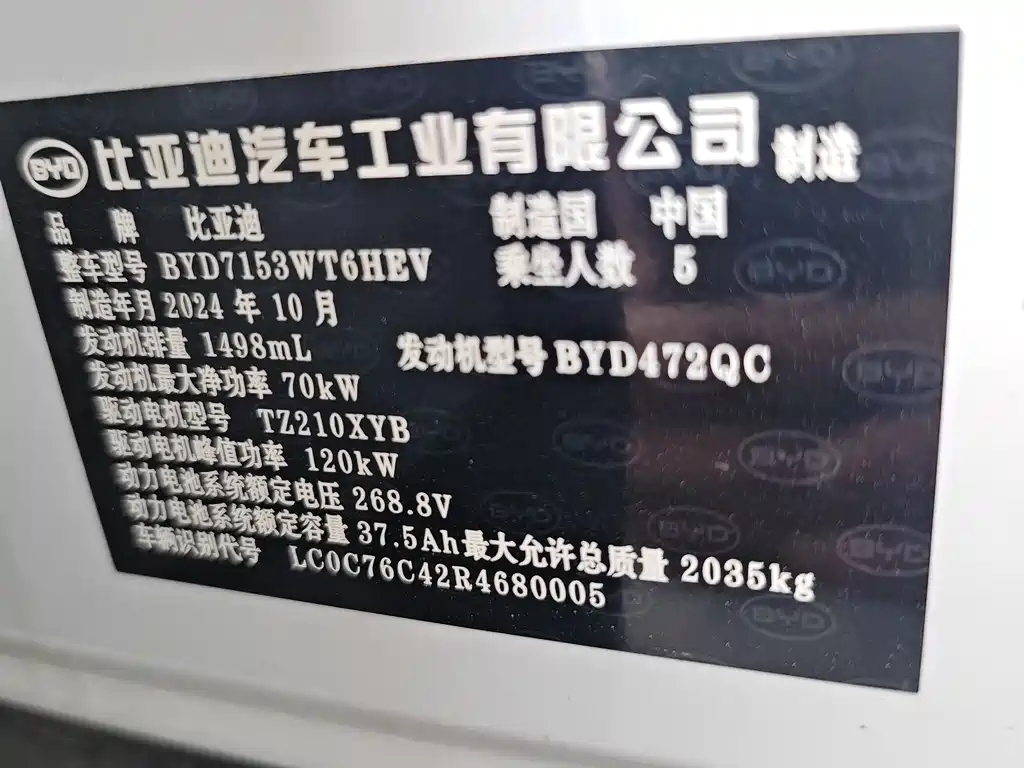 BYD 比亚迪汽车工业有限公司 制造
品 牌 比亚迪 制造国 中国
整车型号 BYD7153WT6HEV 乘坐人数 5
制造年月 2024 年 10 月
发动机排量 1498mL 发动机型号 BYD472QC
发动机最大净功率 70kW
驱动电机型号 TZ210XYB
驱动电机峰值功率 120kW
动力电池系统额定电压 268.8V
动力电池系统额定容量 37.5Ah 最大允许总质量 2035kg
车辆识别代号 LC0C76C42R4680005